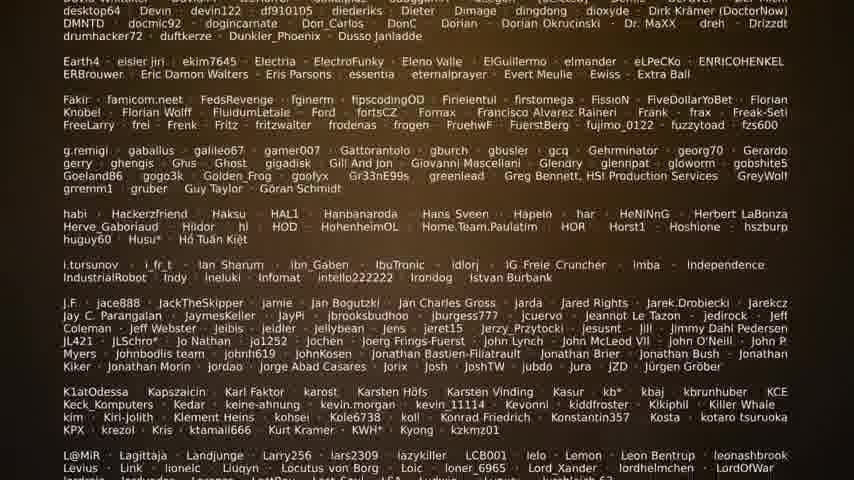 desktop64 · Devin · devin122 · df910105 · diederiks · Dieter · Dimage · dingdong · dioxyde · Dirk Krämer (DoctorNow)
DMNTD · docmic92 · dogincarnate · Don_Carlos · DonC · Dorian · Dorian Okrucinski · Dr. MaXX · dreh · Drizzdt
drumhacker72 · duftkerze · Dunkler_Phoenix · Dusso Janladde
Earth4 · eisler jiri · ekim7645 · Electria · ElectroFunky · Eleno Valle · ElGuillermo · elmander · eLPeCKo · ENRICOHENKEL
ERBrouwer · Eric Damon Walters · Eris Parsons · essentia · eternalprayer · Evert Meulie · Ewiss · Extra Ball
Fakir · famicom.neet · FedsRevenge · fginerm · fipscodingOD · Firielentul · firstomega · FissioN · FiveDollarYoBet · Florian
Knobel · Florian Wolff · FluidumLetale · Ford · fortsCZ · Fornax · Francisco Alvarez Raineri · Frank · frax · Freak-Seti
FreeLarry · frei · Frenk · Fritz · fritzwalter · frodenas · frogen · FruehwF · FuerstBerg · fujimo_0122 · fuzzytoad · fzs600
g.remigi · gaballus · galileo67 · gamer007 · Gattorantolo · gburch · gbusler · gcq · Gehrminator · georg70 · Gerardo
gerry · ghengis · Ghis · Ghost · gigadisk · Gill And Jon · Giovanni Mascellani · Glendry · glennpat · gloworm · gobshite5
Goeland86 · gogo3k · Golden_Frog · goofyx · Gr33nE99s · greenlead · Greg Bennett, HSI Production Services · GreyWolf
grremm1 · gruber · Guy Taylor · Göran Schmidt
habi · Hackerzfriend · Haksu · HAL1 · Hanbanaroda · Hans Sveen · Hapelo · har · HeNiNnG · Herbert LaBonza
Herve_Gaboriaud · Hiidor · hl · HOD · HohenheimOL · Home.Team.Paulatim · HOR · Horst1 · Hoshione · hszburp
huguy60 · Husu* · Hồ Tuấn Kiệt
i.tursunov · i_fr_t · Ian Sharum · Ibn_Gaben · IbuTronic · idlorj · IG Freie Cruncher · imba · Independence
IndustrialRobot · Indy · ineluki · Infomat · intello222222 · Irondog · Istvan Burbank
J.F. · jace888 · JackTheSkipper · Jamie · Jan Bogutzki · Jan Charles Gross · Jarda · Jared Rights · Jarek.Drobiecki · Jarekcz
Jay C. Parangalan · JaymesKeller · JayPi · jbrooksbudhoo · jburgess777 · jcuervo · Jeannot Le Tazon · jedirock · Jeff
Coleman · Jeff Webster · Jeibis · jeidler · Jellybean · Jens · jeret15 · Jerzy_Przytocki · jesusnt · Jill · Jimmy Dahl Pedersen
JL421 · JLSchro* · Jo Nathan · Jo1252 · Jochen · Joerg Frings-Fuerst · John Lynch · John McLeod VII · John O'Neill · John P.
Myers · Johnbodlis team · johnh619 · JohnKosen · Jonathan Bastien-Filiatrault · Jonathan Brier · Jonathan Bush · Jonathan
Kiker · Jonathan Morin · Jordao · Jorge Abad Casares · Jorix · Josh · JoshTW · jubdo · Jura · JZD · Jürgen Gröber
K1atOdessa · Kapszaicin · Karl Faktor · karost · Karsten Höfs · Karsten Vinding · Kasur · kb* · kbaj · kbrunhuber · KCE
Keck_Komputers · Kedar · keine-ahnung · kevin.morgan · kevin_11114 · Kevonni · kiddfroster · Kikiphil · Killer Whale
kim · Kiri-Jolith · Klement Heins · kohsei · Kole6738 · koll · Konrad Friedrich · Konstantin357 · Kosta · kotaro tsuruoka
KPX · krezol · Kris · ktamail666 · Kurt Kramer · KWH* · Kyong · kzkmz01
L@MiR · Lagittaja · Landjunge · Larry256 · lars2309 · lazykiller · LCB001 · lelo · Lemon · Leon Bentrup · leonashbrook
Levius · Link · lioneic · Liuqyn · Locutus von Borg · Loic · loner_6965 · Lord_Xander · lordhelmchen · LordOfWar